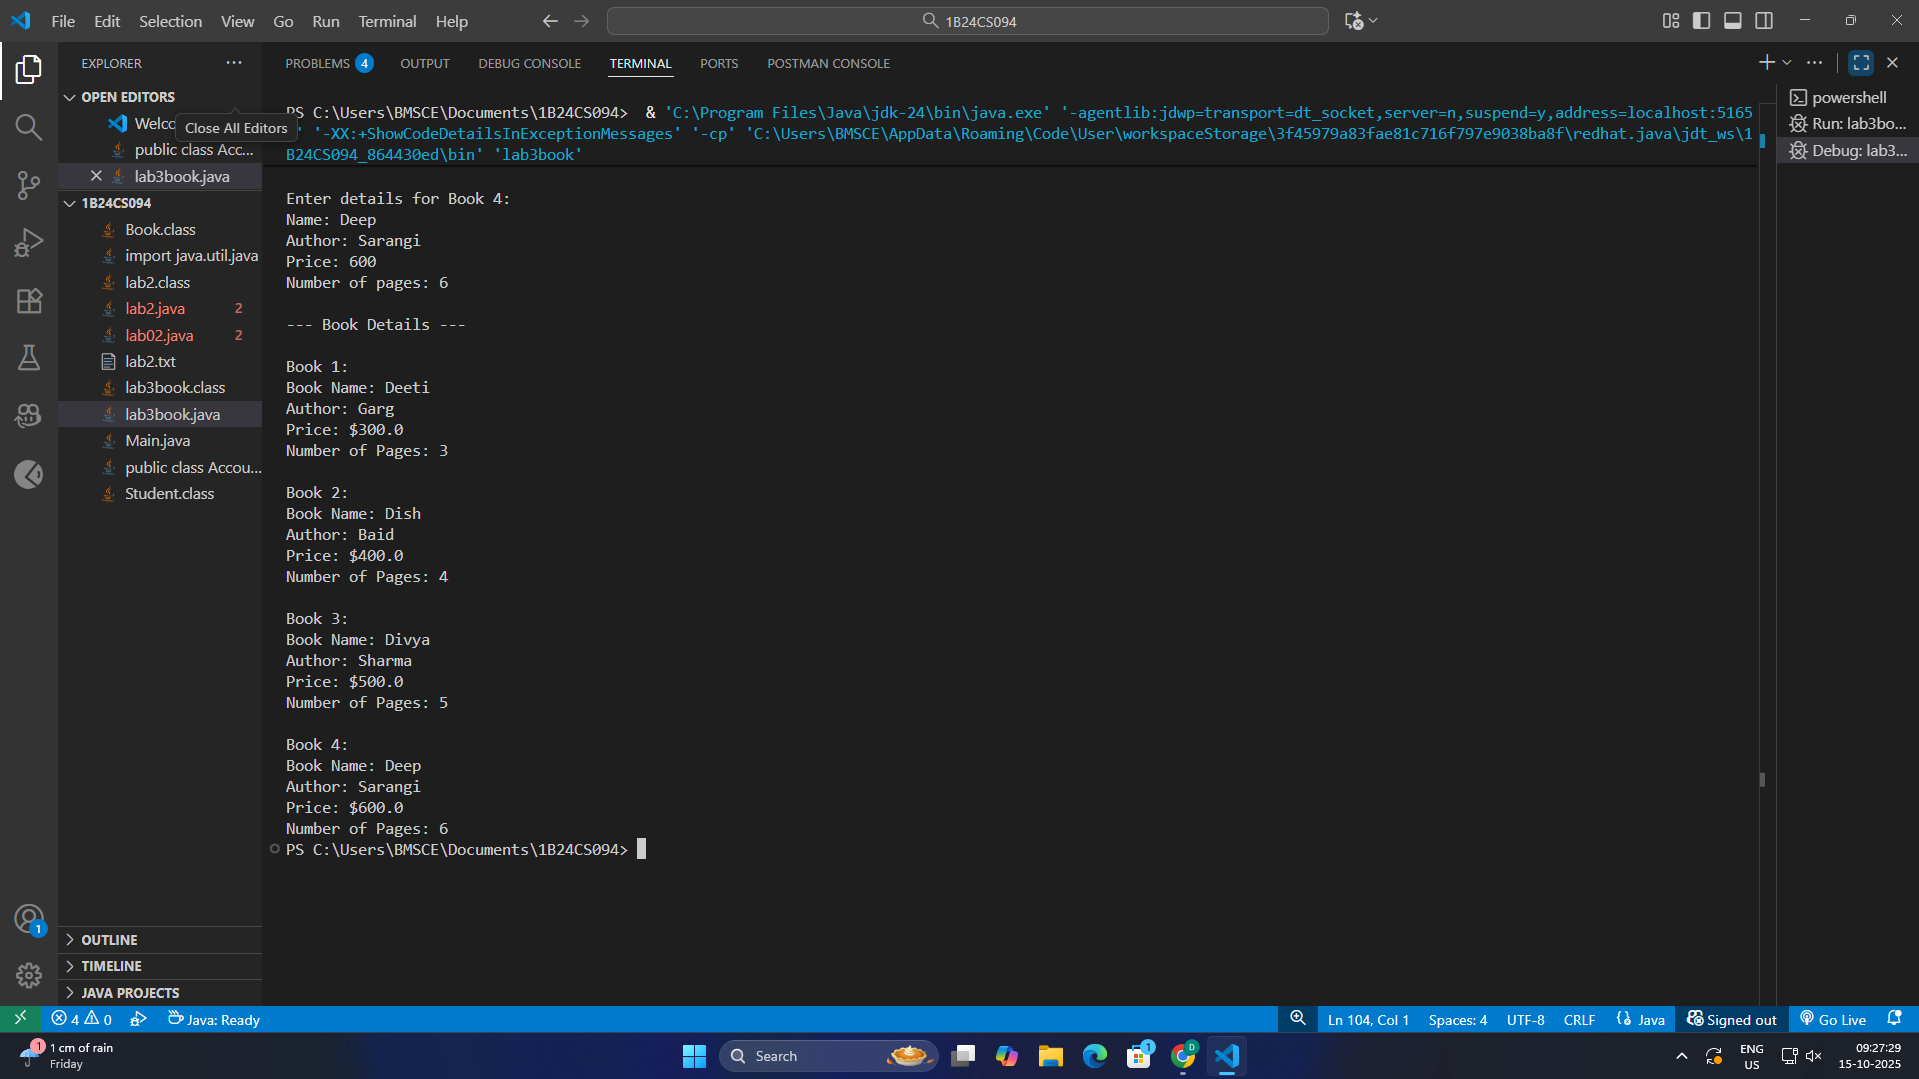 File Edit Selection View Go Run Terminal Help
1B24CS094
EXPLORER
OPEN EDITORS
Welco
Close All Editors
public class Acc...
lab3book.java
1B24CS094
Book.class
import java.util.java
lab2.class
lab2.java 2
lab02.java 2
lab2.txt
lab3book.class
lab3book.java
Main.java
public class Accou...
Student.class
OUTLINE
TIMELINE
JAVA PROJECTS
PROBLEMS 4 OUTPUT DEBUG CONSOLE TERMINAL PORTS POSTMAN CONSOLE
PS C:\Users\BMSCE\Documents\1B24CS094> & 'C:\Program Files\Java\jdk-24\bin\java.exe' '-agentlib:jdwp=transport=dt_socket,server=n,suspend=y,address=localhost:5165
' '-XX:+ShowCodeDetailsInExceptionMessages' '-cp' 'C:\Users\BMSCE\AppData\Roaming\Code\User\workspaceStorage\3f45979a83fae81c716f797e9038ba8f\redhat.java\jdt_ws\1
B24CS094_864430ed\bin' 'lab3book'
Enter details for Book 4:
Name: Deep
Author: Sarangi
Price: 600
Number of pages: 6
--- Book Details ---
Book 1:
Book Name: Deeti
Author: Garg
Price: $300.0
Number of Pages: 3
Book 2:
Book Name: Dish
Author: Baid
Price: $400.0
Number of Pages: 4
Book 3:
Book Name: Divya
Author: Sharma
Price: $500.0
Number of Pages: 5
Book 4:
Book Name: Deep
Author: Sarangi
Price: $600.0
Number of Pages: 6
PS C:\Users\BMSCE\Documents\1B24CS094>
powershell
Run: lab3bo...
Debug: lab3...
1
4 0 Java: Ready
Ln 104, Col 1 Spaces: 4 UTF-8 CRLF Java Signed out Go Live
1
1 cm of rain
Friday
Search
1
D
ENG
US
09:27:29
15-10-2025